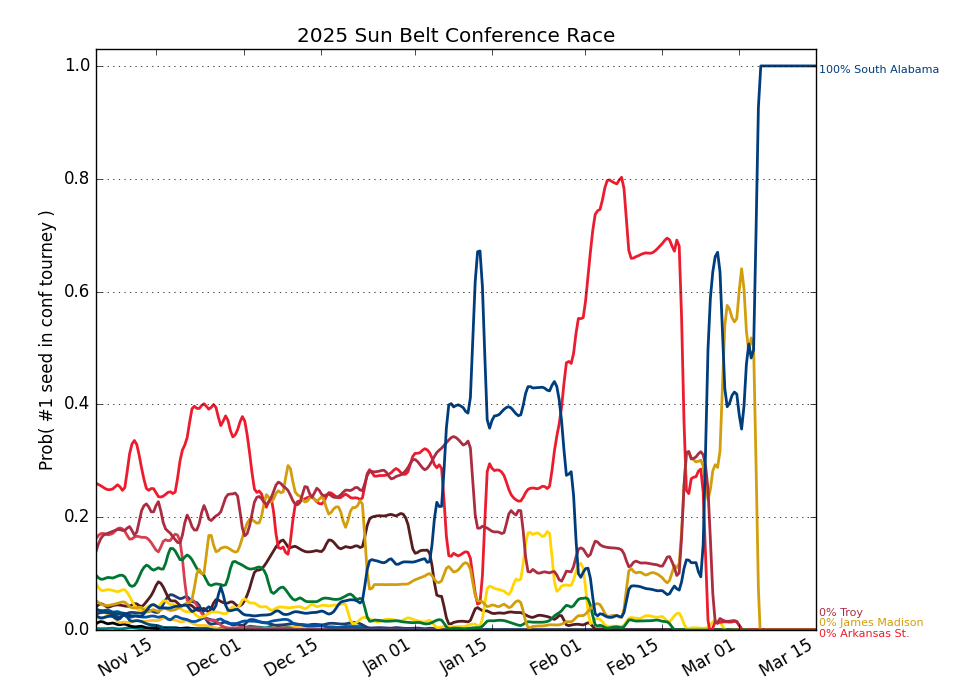 2025 Sun Belt Conference Race
Prob( #1 seed in conf tourney )
1.0
0.8
0.6
0.4
0.2
0.0
100% South Alabama
0% Troy
0% James Madison
0% Arkansas St.
Nov 15
Dec 01
Dec 15
Jan 01
Jan 15
Feb 01
Feb 15
Mar 01
Mar 15